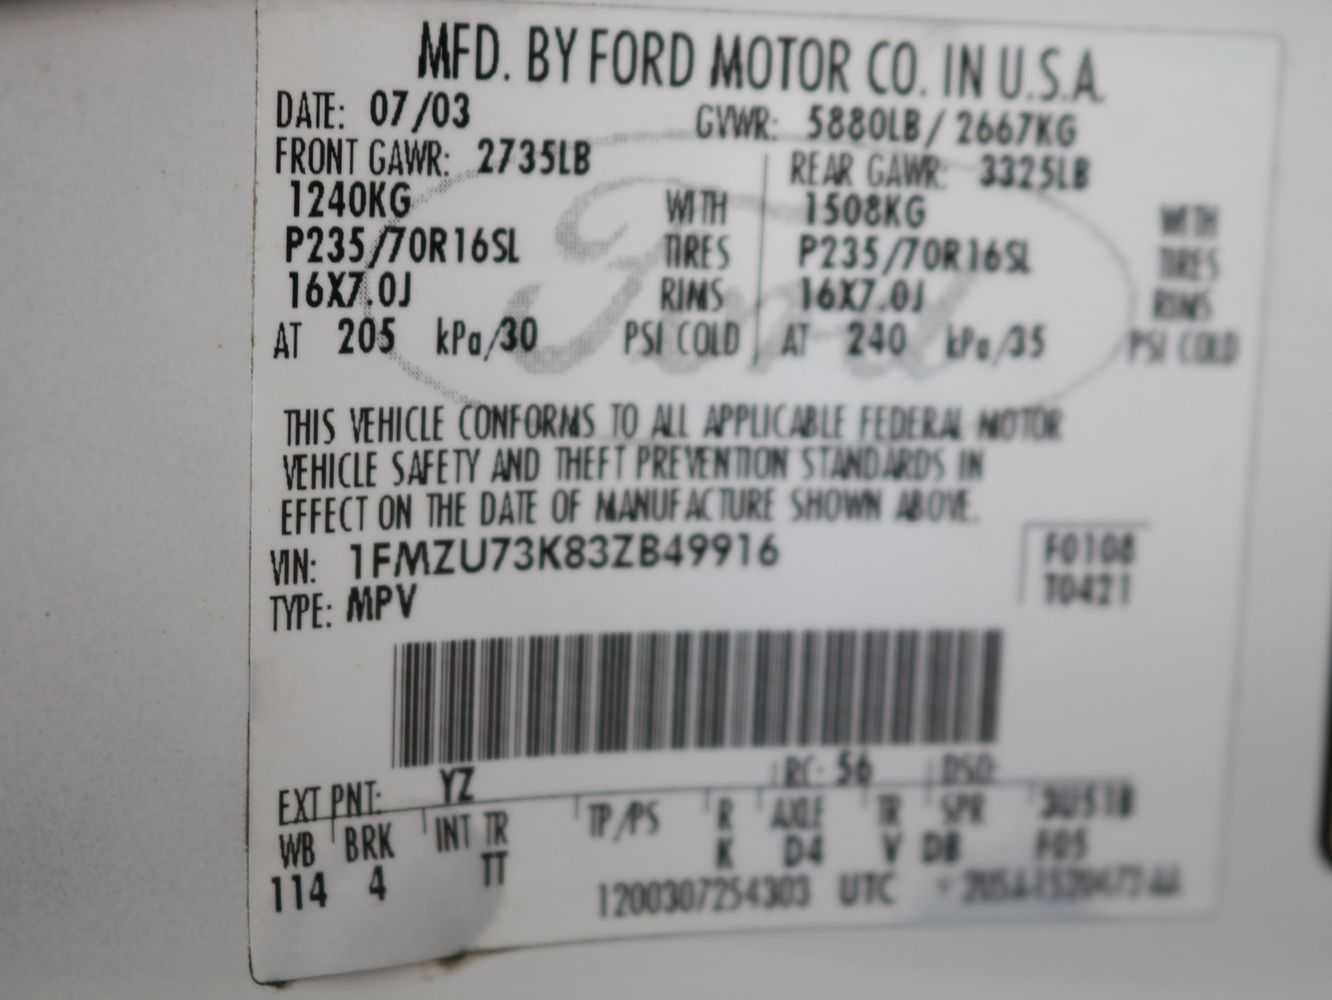 MFD. BY FORD MOTOR CO. IN U.S.A.
DATE: 07/03 GVWR: 5880LB / 2667KG
FRONT GAWR: 2735LB REAR GAWR: 3325LB
1240KG WITH 1508KG WITH
P235/70R16SL TIRES P235/70R16SL TIRES
16X7.0J RIMS 16X7.0J RIMS
AT 205 kPa/30 PSI COLD AT 240 kPa/35 PSI COLD
Ford
THIS VEHICLE CONFORMS TO ALL APPLICABLE FEDERAL MOTOR
VEHICLE SAFETY AND THEFT PREVENTION STANDARDS IN
EFFECT ON THE DATE OF MANUFACTURE SHOWN ABOVE.
VIN: 1FMZU73K83ZB49916 F0108
TYPE: MPV T0421
EXT PNT: YZ RC: 56 DSO:
WB BRK INT TR TP/PS R AXLE TR SPR 3U51B
114 4 TT K D4 V DB F05
1200307254303 UTC